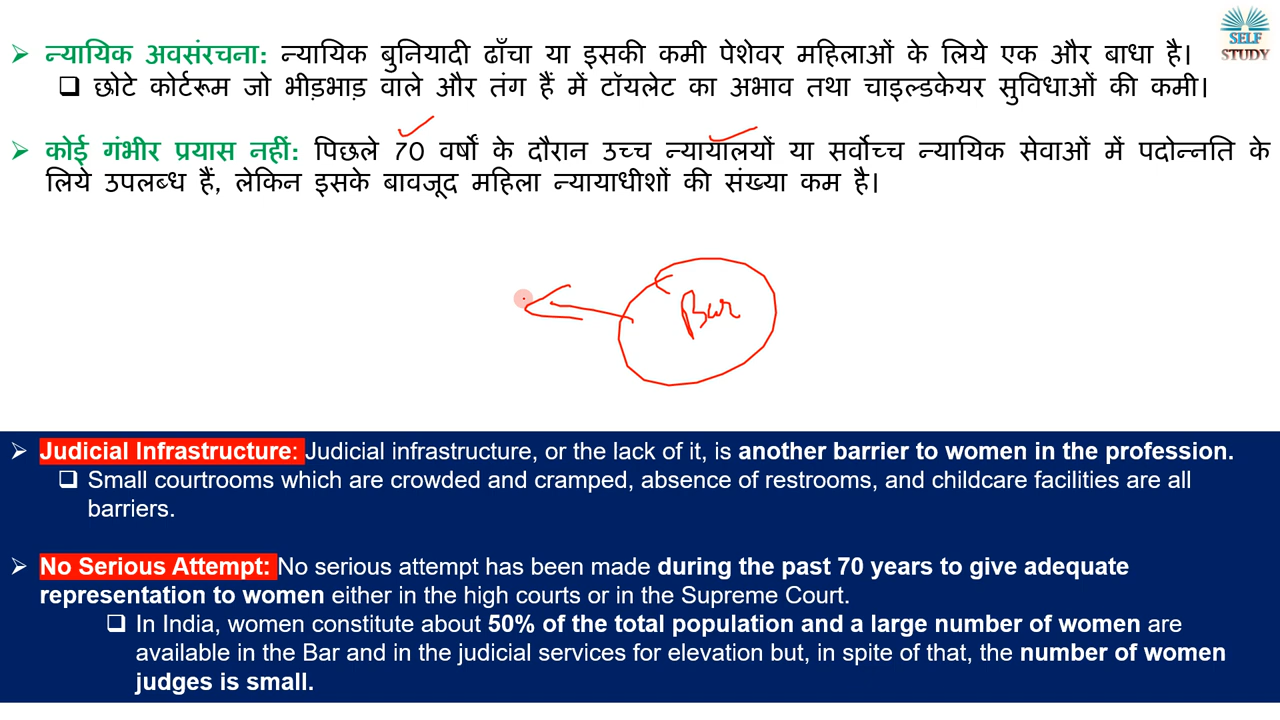 SELF
STUDY
➢ न्यायिक अवसंरचना: न्यायिक बुनियादी ढाँचा या इसकी कमी पेशेवर महिलाओं के लिये एक और बाधा है।
❑ छोटे कोर्टरूम जो भीड़भाड़ वाले और तंग हैं में टॉयलेट का अभाव तथा चाइल्डकेयर सुविधाओं की कमी।
➢ कोई गंभीर प्रयास नहीं: पिछले 70 वर्षों के दौरान उच्च न्यायालयों या सर्वोच्च न्यायिक सेवाओं में पदोन्नति के
लिये उपलब्ध हैं, लेकिन इसके बावजूद महिला न्यायाधीशों की संख्या कम है।
Bar
➢ Judicial Infrastructure: Judicial infrastructure, or the lack of it, is another barrier to women in the profession.
❑ Small courtrooms which are crowded and cramped, absence of restrooms, and childcare facilities are all
barriers.
➢ No Serious Attempt: No serious attempt has been made during the past 70 years to give adequate
representation to women either in the high courts or in the Supreme Court.
❑ In India, women constitute about 50% of the total population and a large number of women are
available in the Bar and in the judicial services for elevation but, in spite of that, the number of women
judges is small.